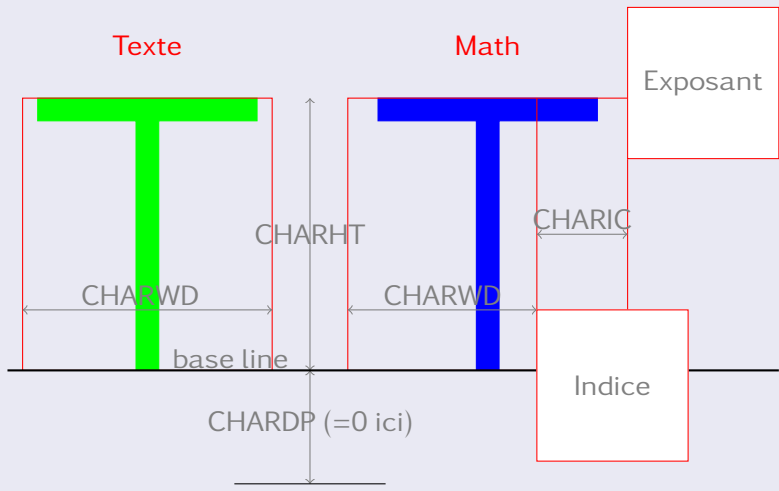 Texte
Math
Exposant
CHARHT
CHARIC
CHARWD
CHARWD
base line
Indice
CHARDP (=0 ici)